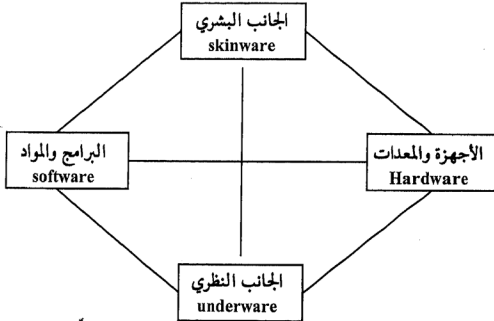 الجانب البشري
skinware
البرامج والمواد
software
الأجهزة والمعدات
Hardware
الجانب النظري
underware